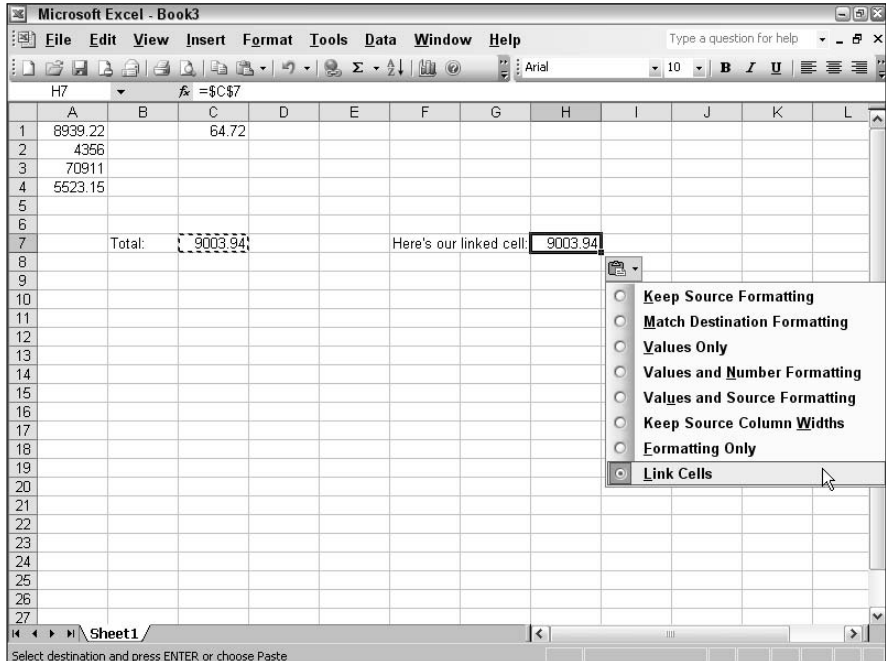 Microsoft Excel - Book3
File Edit View Insert Format Tools Data Window Help Type a question for help
Arial 10 B I U
H7 fx =$C$7
A B C D E F G H I J K L
1 8939.22 64.72
2 4356
3 70911
4 5523.15
5
6
7 Total: 9003.94 Here's our linked cell: 9003.94
8
9
10 Keep Source Formatting
11 Match Destination Formatting
12
13 Values Only
14 Values and Number Formatting
15 Values and Source Formatting
16
17 Keep Source Column Widths
18 Formatting Only
19 Link Cells
20
21
22
23
24
25
26
27
Sheet1
Select destination and press ENTER or choose Paste